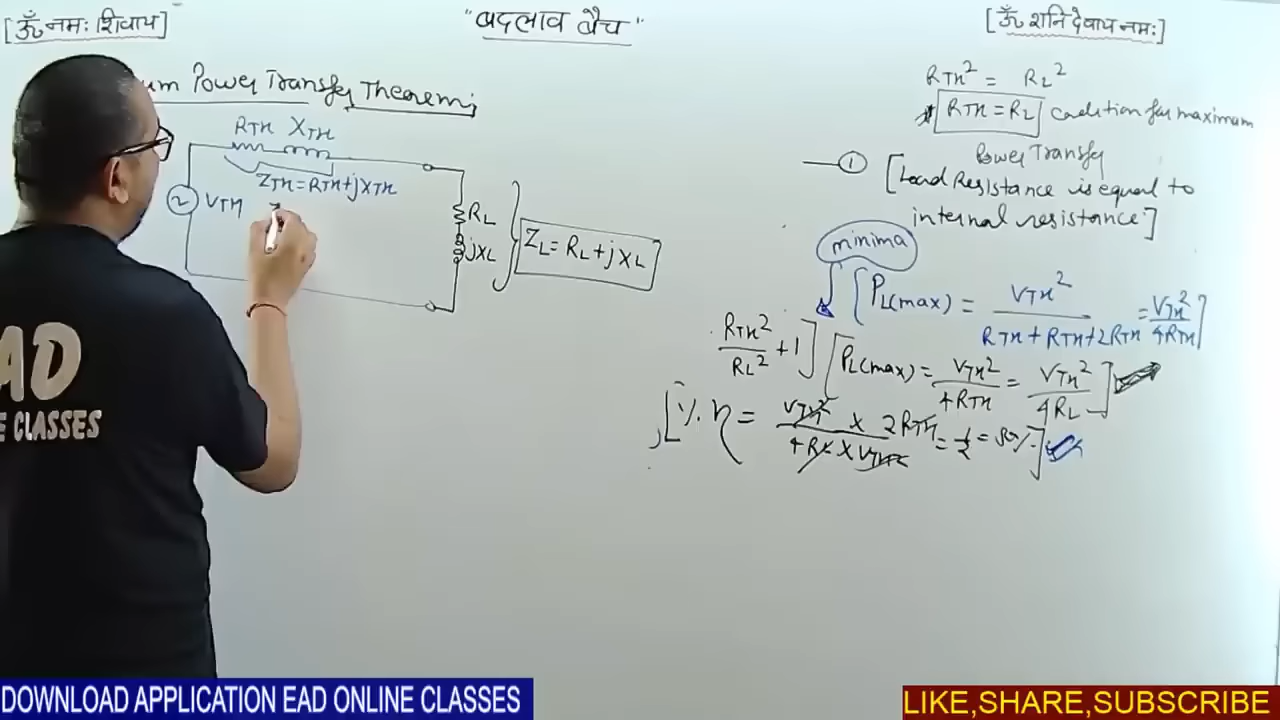 [ॐ नमः शिवाय]
"बदलाव बैच"
[ॐ शनि देवाय नमः]
um Power Transfer Theorem:
RTH XTH
ZTH = RTH + jXTH
VTH
RL
jXL
ZL = RL + jXL
RTH² = RL²
* RTH = RL condition for maximum
Power Transfer
① [Load Resistance is equal to
internal resistance]
minima
[PL(max) = VTH² / RTH + RTH + 2RTH = VTH² / 4RTH]
RTH² / RL² + 1]
[PL(max) = VTH² / 4RTH = VTH² / 4RL]
[% η = VTH² × 2RTH / 4RL × VTH² = 1/2 = 50%]
AD
E CLASSES
DOWNLOAD APPLICATION EAD ONLINE CLASSES
LIKE,SHARE,SUBSCRIBE